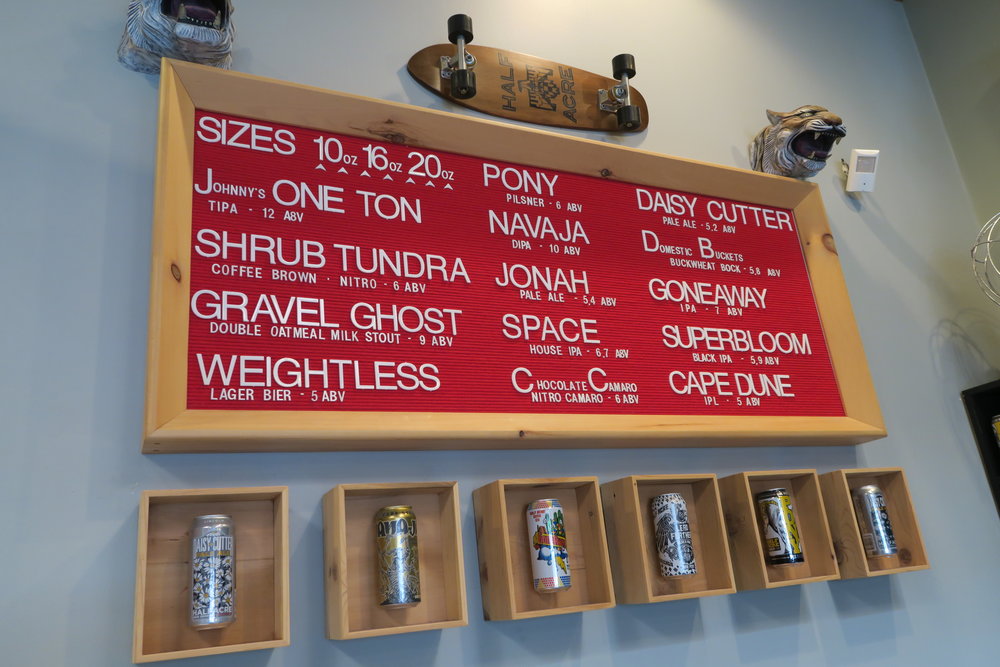 HALF
ACRE
SIZES 10oz 16oz 20oz
JOHNNY'S ONE TON
TIPA - 12 ABV
SHRUB TUNDRA
COFFEE BROWN - NITRO - 6 ABV
GRAVEL GHOST
DOUBLE OATMEAL MILK STOUT - 9 ABV
WEIGHTLESS
LAGER BIER - 5 ABV
PONY
PILSNER - 6 ABV
NAVAJA
DIPA - 10 ABV
JONAH
PALE ALE - 5,4 ABV
SPACE
HOUSE IPA - 6,7 ABV
CHOCOLATE CAMARO
NITRO CAMARO - 6 ABV
DAISY CUTTER
PALE ALE - 5,2 ABV
DOMESTIC BUCKETS
BUCKWHEAT BOCK - 5,8 ABV
GONEAWAY
IPA - 7 ABV
SUPERBLOOM
BLACK IPA - 5,9 ABV
CAPE DUNE
IPL - 5 ABV
DAISY CUTTER
HALF ACRE